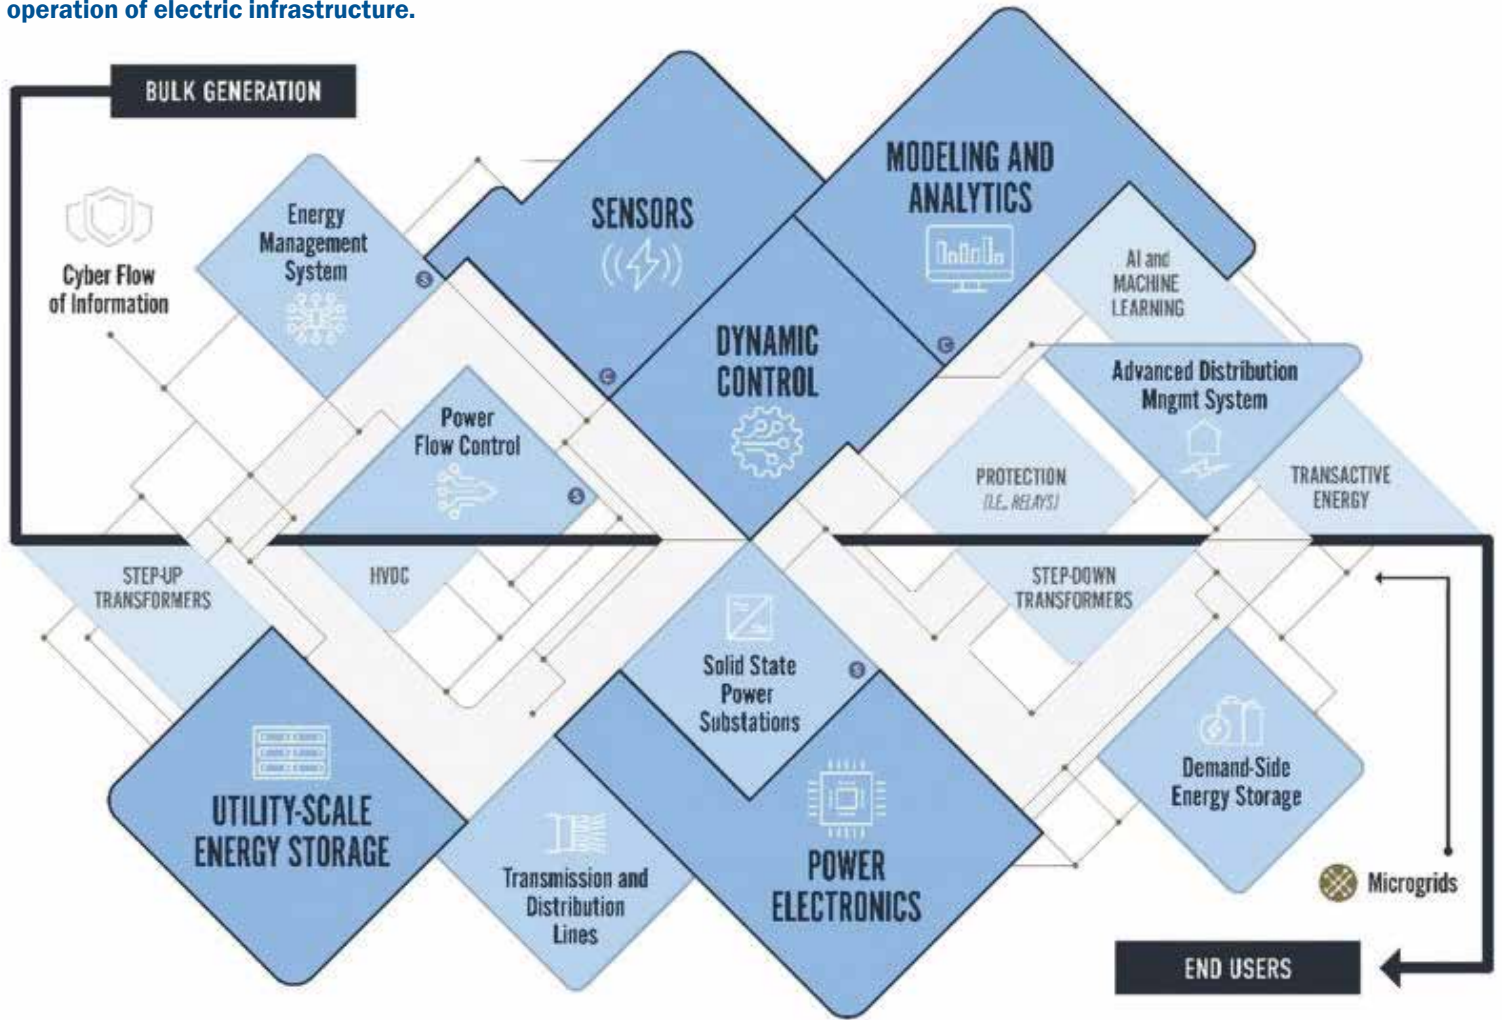 operation of electric infrastructure.
BULK GENERATION
Cyber Flow
of Information
Energy
Management
System
S
SENSORS
C
MODELING AND
ANALYTICS
C
DYNAMIC
CONTROL
AI and
MACHINE
LEARNING
Advanced Distribution
Mngmt System
Power
Flow Control
S
PROTECTION
(I.E., RELAYS)
TRANSACTIVE
ENERGY
STEP-UP
TRANSFORMERS
HVDC
STEP-DOWN
TRANSFORMERS
Solid State
Power
Substations
S
UTILITY-SCALE
ENERGY STORAGE
Transmission and
Distribution
Lines
POWER
ELECTRONICS
Demand-Side
Energy Storage
Microgrids
END USERS